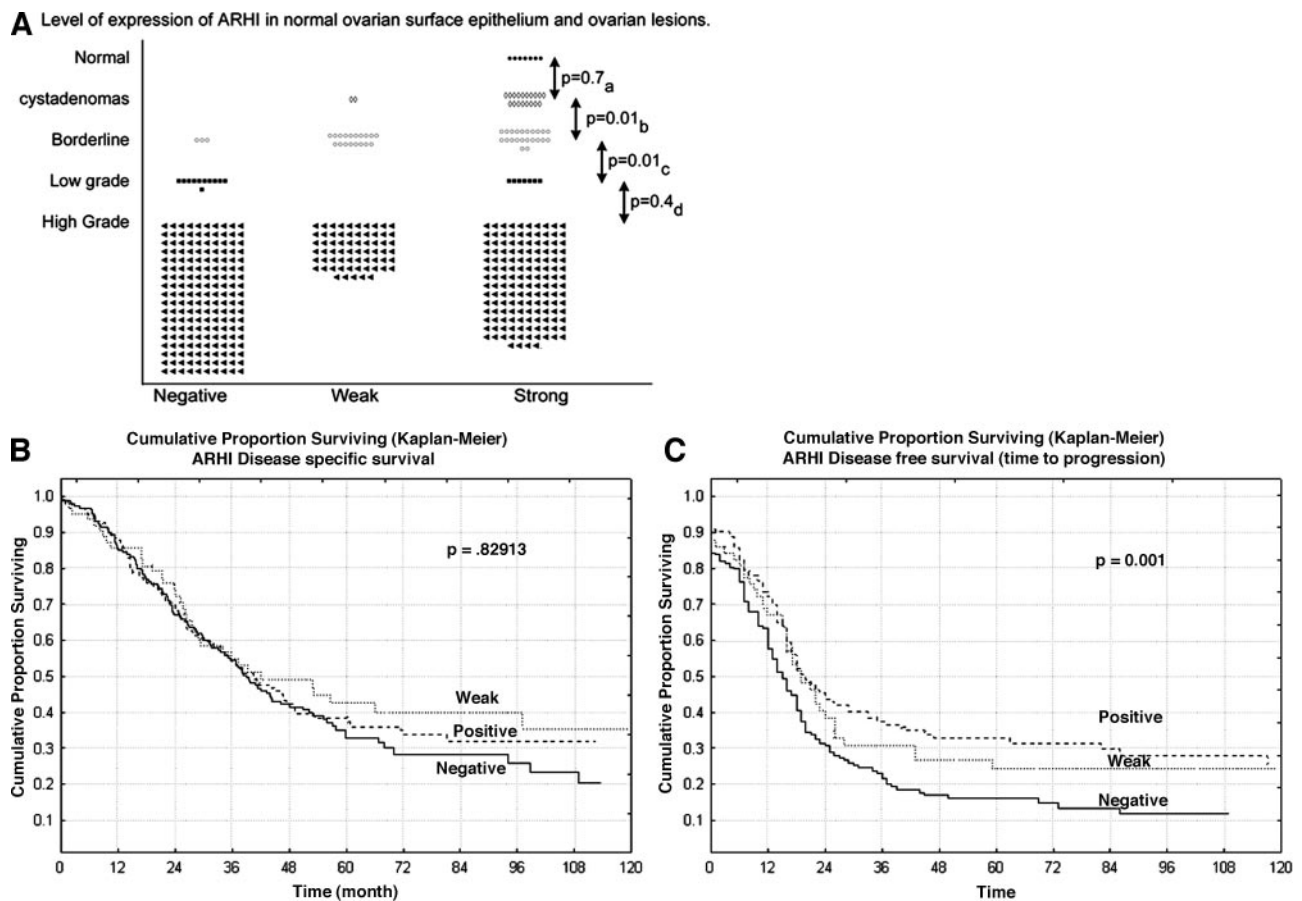 A Level of expression of ARHI in normal ovarian surface epithelium and ovarian lesions.
Normal
cystadenomas
Borderline
Low grade
High Grade
p=0.7a
p=0.01b
p=0.01c
p=0.4d
Negative Weak Strong
B Cumulative Proportion Surviving (Kaplan-Meier)
ARHI Disease specific survival
Cumulative Proportion Surviving
1.0
0.9
0.8
0.7
0.6
0.5
0.4
0.3
0.2
0.1
p = .82913
Weak
Positive
Negative
0 12 24 36 48 60 72 84 96 108 120
Time (month)
C Cumulative Proportion Surviving (Kaplan-Meier)
ARHI Disease free survival (time to progression)
Cumulative Proportion Surviving
1.0
0.9
0.8
0.7
0.6
0.5
0.4
0.3
0.2
0.1
p = 0.001
Positive
Weak
Negative
0 12 24 36 48 60 72 84 96 108 120
Time